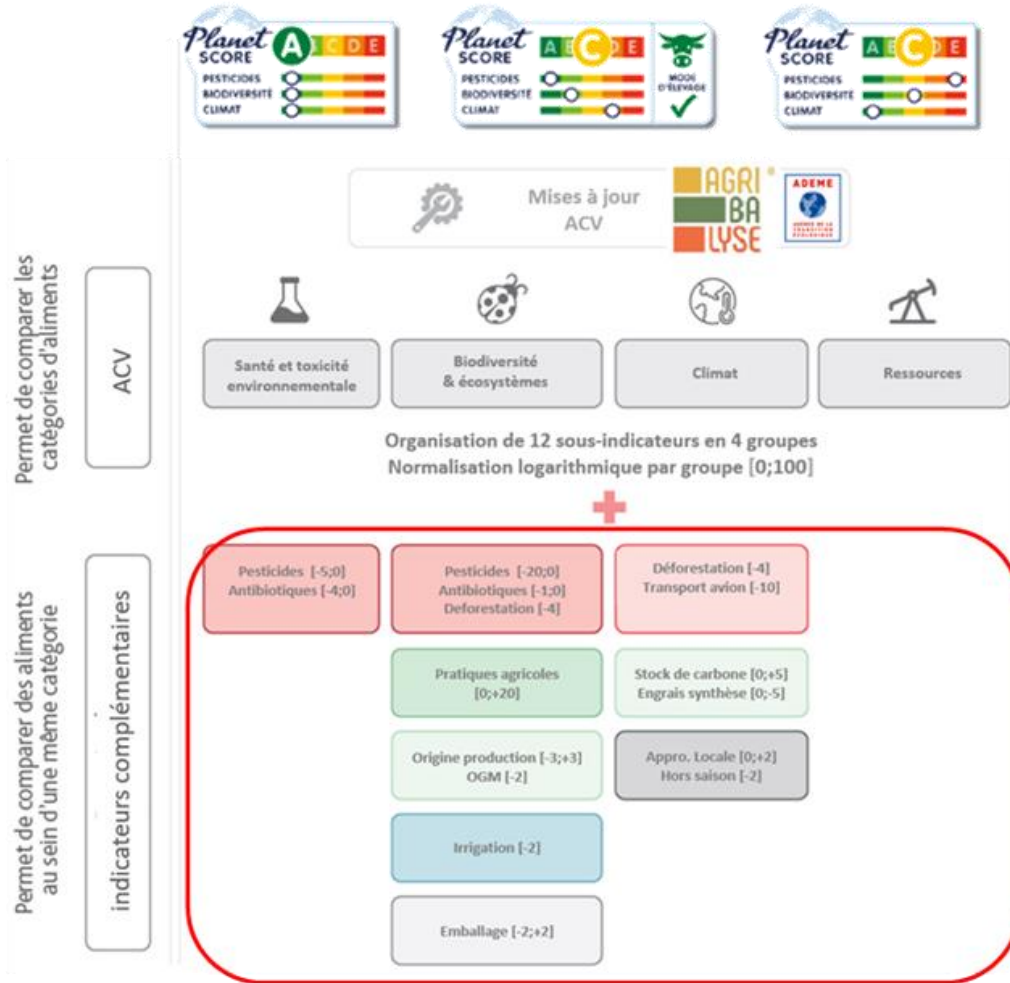 Planet
SCORE
A B C D E
PESTICIDES
BIODIVERSITÉ
CLIMAT
Planet
SCORE
A B C D E
PESTICIDES
BIODIVERSITÉ
CLIMAT
MODE
D'ÉLEVAGE
Planet
SCORE
A B C D E
PESTICIDES
BIODIVERSITÉ
CLIMAT
Mises à jour
ACV
AGRI
BA
LYSE
ADEME
AGENCE DE LA
TRANSITION
ÉCOLOGIQUE
Permet de comparer les
catégories d'aliments
ACV
Santé et toxicité
environnementale
Biodiversité
& écosystèmes
Climat
Ressources
Organisation de 12 sous-indicateurs en 4 groupes
Normalisation logarithmique par groupe [0;100]
Permet de comparer des aliments
au sein d'une même catégorie
indicateurs complémentaires
Pesticides [-5;0]
Antibiotiques [-4;0]
Pesticides [-20;0]
Antibiotiques [-1;0]
Deforestation [-4]
Déforestation [-4]
Transport avion [-10]
Pratiques agricoles
[0;+20]
Stock de carbone [0;+5]
Engrais synthèse [0;-5]
Origine production [-3;+3]
OGM [-2]
Appro. Locale [0;+2]
Hors saison [-2]
Irrigation [-2]
Emballage [-2;+2]